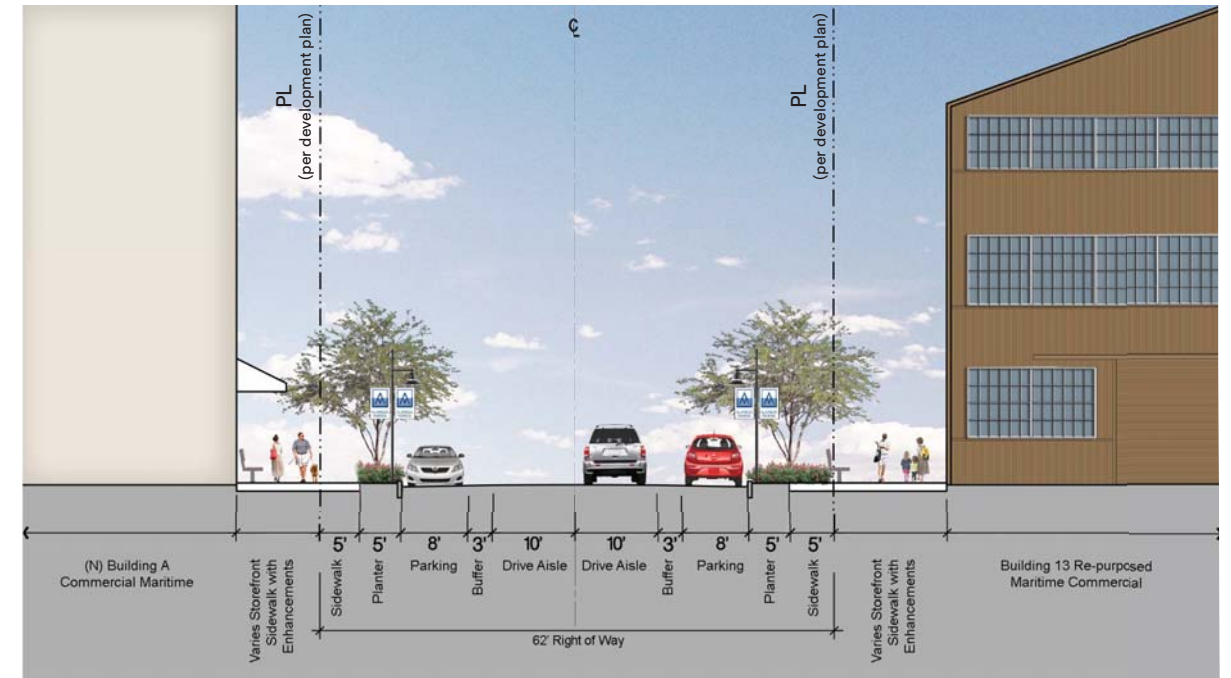 PL
(per development plan)
℄
PL
(per development plan)
5'
5'
8'
3'
10'
10'
3'
8'
5'
5'
(N) Building A
Commercial Maritime
Varies Storefront
Sidewalk with
Enhancements
Sidewalk
Planter
Parking
Buffer
Drive Aisle
Drive Aisle
Buffer
Parking
Planter
Sidewalk
Varies Storefront
Sidewalk with
Enhancements
Building 13 Re-purposed
Maritime Commercial
62' Right of Way